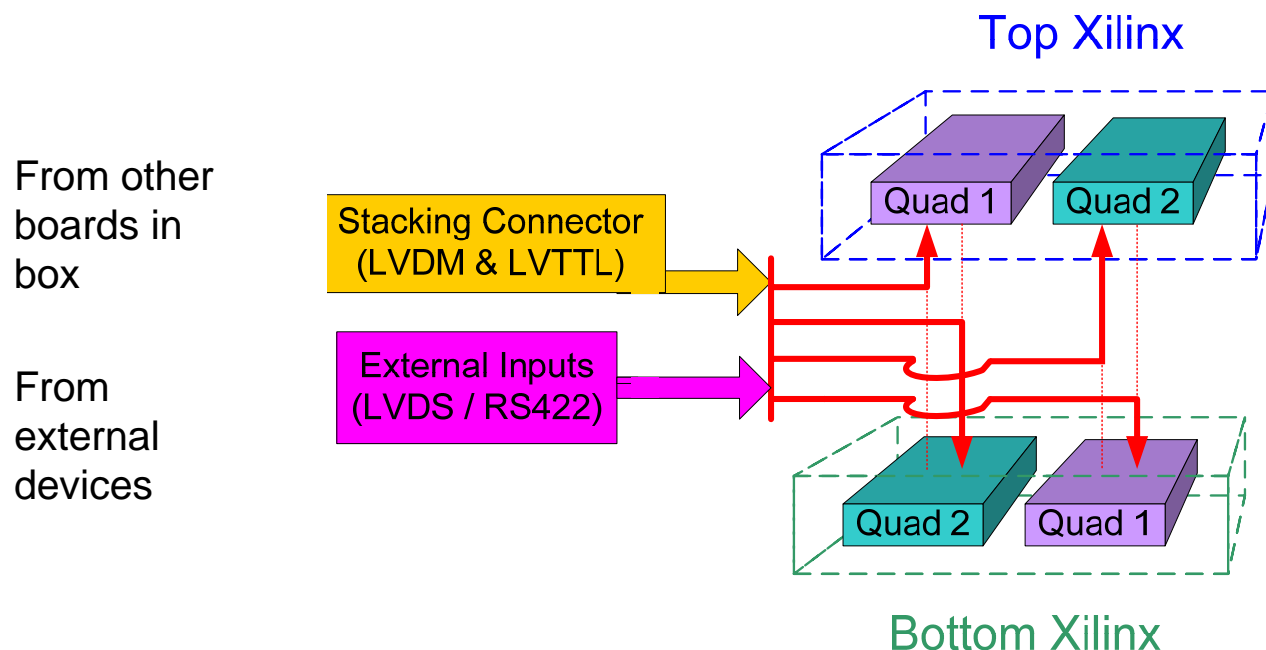 Top Xilinx
From other
boards in
box
Stacking Connector
(LVDM & LVTTL)
Quad 1
Quad 2
From
external
devices
External Inputs
(LVDS / RS422)
Quad 2
Quad 1
Bottom Xilinx